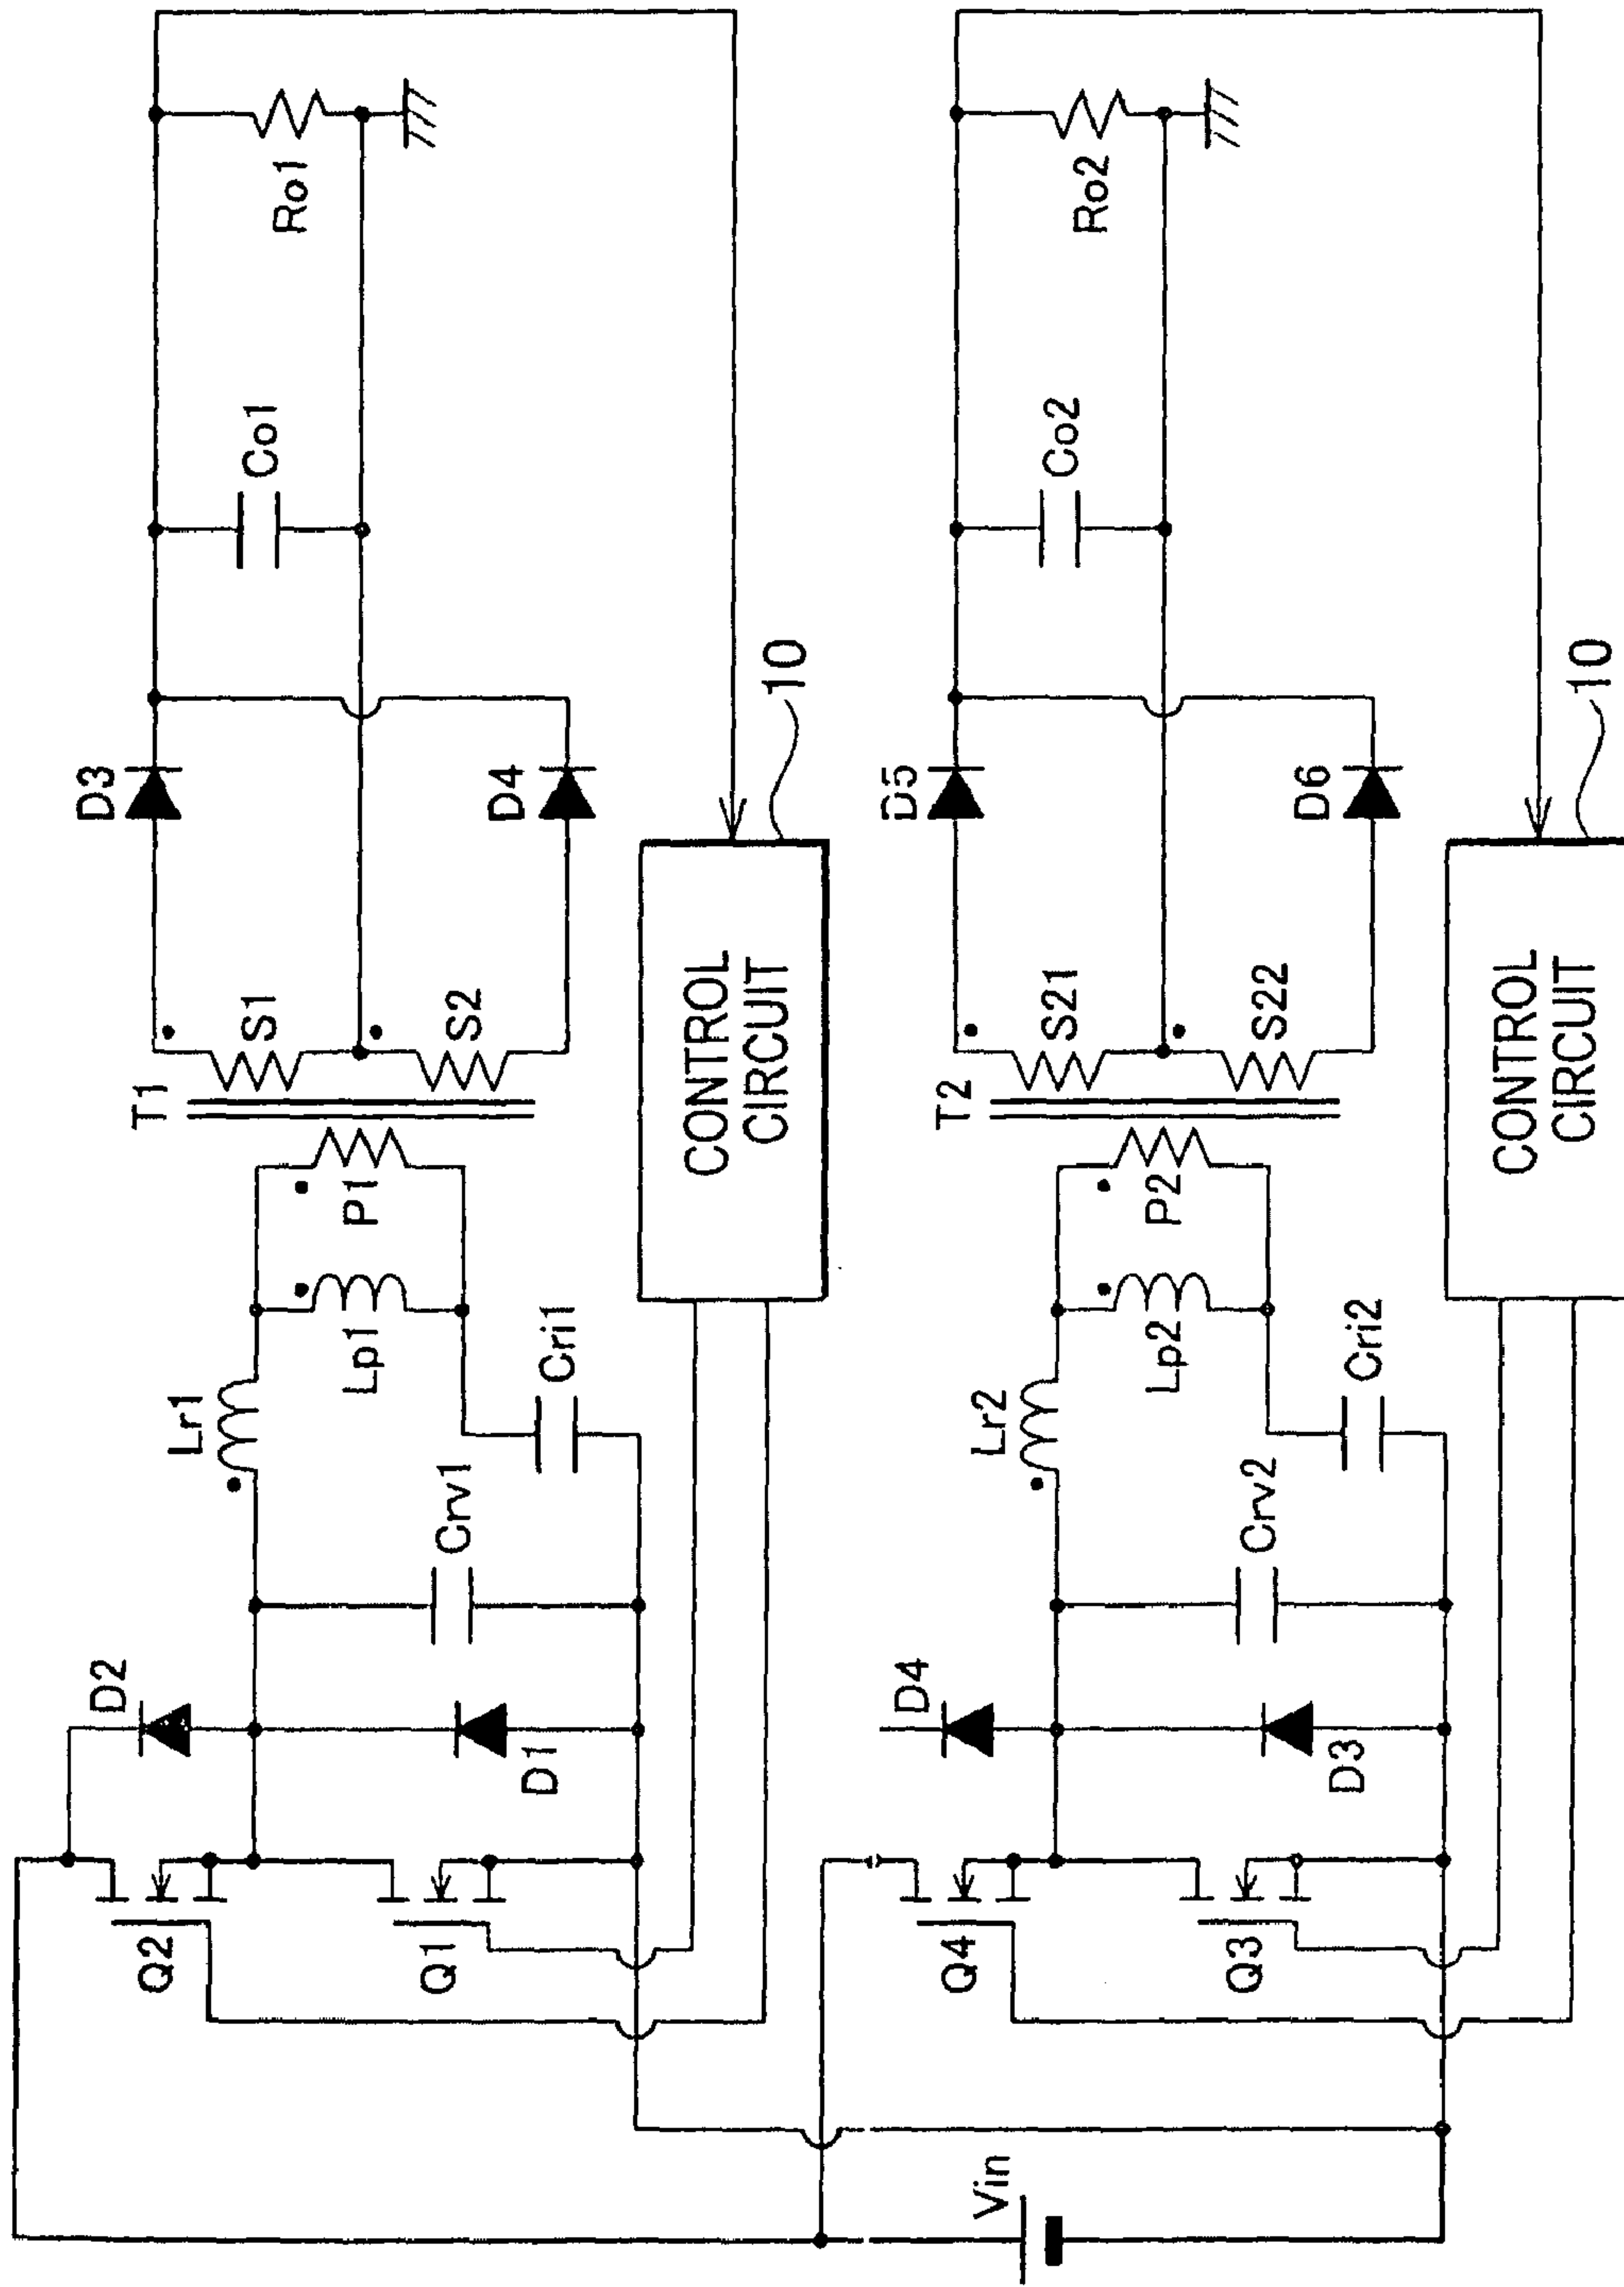 Vin
Q2
D2
Q1
D1
Crv1
Lr1
Cri1
Lp1
P1
T1
S1
S2
D3
D4
Co1
Ro1
CONTROL
CIRCUIT
10
Q4
D4
Q3
D3
Crv2
Lr2
Cri2
Lp2
P2
T2
S21
S22
D5
D6
Co2
Ro2
CONTROL
CIRCUIT
10